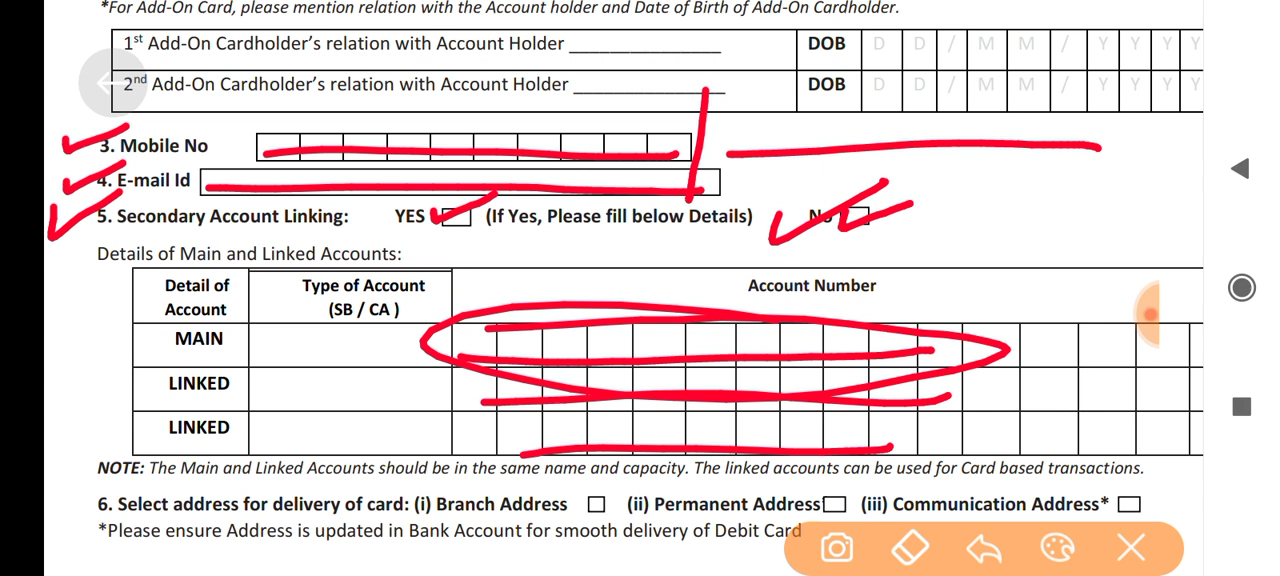 *For Add-On Card, please mention relation with the Account holder and Date of Birth of Add-On Cardholder.
1st Add-On Cardholder's relation with Account Holder ________________ DOB D D / M M / Y Y Y Y
2nd Add-On Cardholder's relation with Account Holder ________________ DOB D D / M M / Y Y Y Y
3. Mobile No
4. E-mail Id
5. Secondary Account Linking: YES (If Yes, Please fill below Details) No
Details of Main and Linked Accounts:
Detail of Account Type of Account (SB / CA ) Account Number
MAIN
LINKED
LINKED
NOTE: The Main and Linked Accounts should be in the same name and capacity. The linked accounts can be used for Card based transactions.
6. Select address for delivery of card: (i) Branch Address (ii) Permanent Address (iii) Communication Address*
*Please ensure Address is updated in Bank Account for smooth delivery of Debit Card